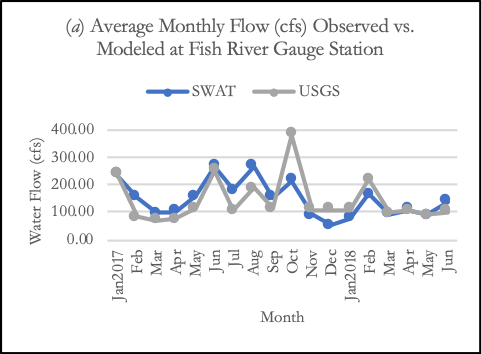 (a) Average Monthly Flow (cfs) Observed vs.
Modeled at Fish River Gauge Station
SWAT USGS
Water Flow (cfs)
400.00
300.00
200.00
100.00
0.00
Jan2017 Feb Mar Apr May Jun Jul Aug Sep Oct Nov Dec Jan2018 Feb Mar Apr May Jun
Month